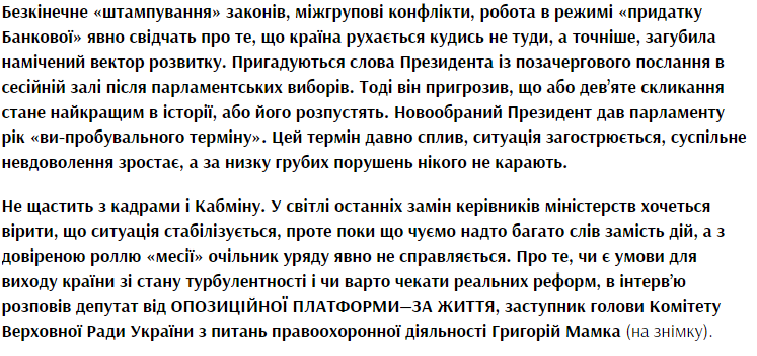 Безкінечне «штампування» законів, міжгрупові конфлікти, робота в режимі «придатку
Банкової» явно свідчать про те, що країна рухається кудись не туди, а точніше, загубила
намічений вектор розвитку. Пригадуються слова Президента із позачергового послання в
сесійній залі після парламентських виборів. Тоді він пригрозив, що або дев’яте скликання
стане найкращим в історії, або його розпустять. Новообраний Президент дав парламенту
рік «ви-пробувального терміну». Цей термін давно сплив, ситуація загострюється, суспільне
невдоволення зростає, а за низку грубих порушень нікого не карають.

Не щастить з кадрами і Кабміну. У світлі останніх замін керівників міністерств хочеться
вірити, що ситуація стабілізується, проте поки що чуємо надто багато слів замість дій, а з
довіреною роллю «месії» очільник уряду явно не справляється. Про те, чи є умови для
виходу країни зі стану турбулентності і чи варто чекати реальних реформ, в інтерв’ю
розповів депутат від ОПОЗИЦІЙНОЇ ПЛАТФОРМИ—ЗА ЖИТТЯ, заступник голови Комітету
Верховної Ради України з питань правоохоронної діяльності Григорій Мамка (на знімку).